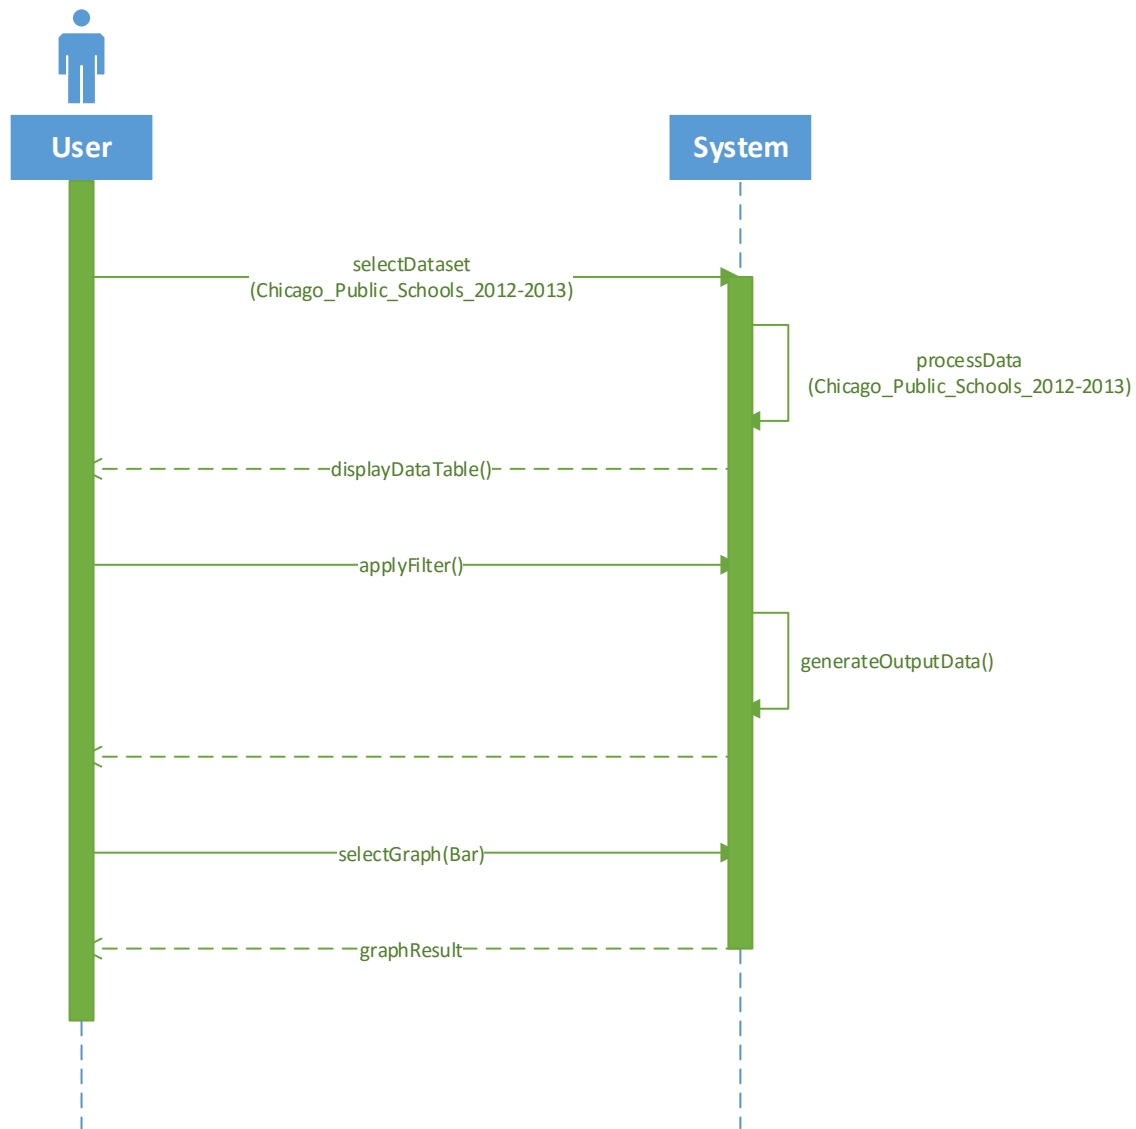 User
System
selectDataset
(Chicago_Public_Schools_2012-2013)
processData
(Chicago_Public_Schools_2012-2013)
displayDataTable()
applyFilter()
generateOutputData()
selectGraph(Bar)
graphResult